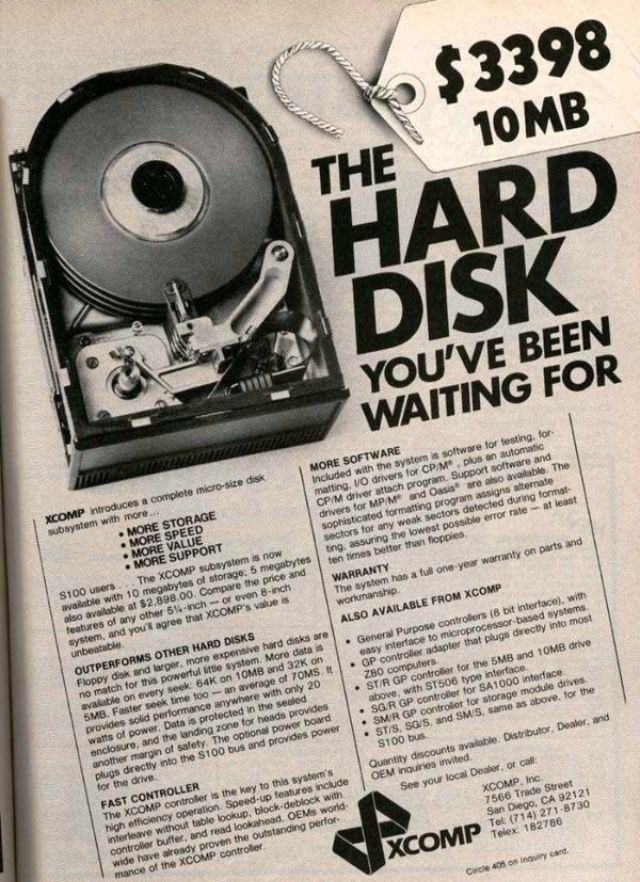 $3398
10MB
THE
HARD
DISK
YOU'VE BEEN
WAITING FOR
XCOMP introduces a complete micro-size disk
subsystem with more ...
• MORE STORAGE
• MORE SPEED
• MORE VALUE
• MORE SUPPORT
S100 users . . . The XCOMP subsystem is now
available with 10 megabytes of storage; 5 megabytes
also available at $2,898.00. Compare the price and
features of any other 5¼-inch — or even 8-inch
system, and you'll agree that XCOMP's value is
unbeatable.
OUTPERFORMS OTHER HARD DISKS
Floppy disk and larger, more expensive hard disks are
no match for this powerful little system. More data is
available on every seek: 64K on 10MB and 32K on
5MB. Faster seek time too — an average of 70MS. It
provides solid performance anywhere with only 20
watts of power. Data is protected in the sealed
enclosure, and the landing zone for heads provides
another margin of safety. The optional power board
plugs directly into the S100 bus and provides power
for the drive.
FAST CONTROLLER
The XCOMP controller is the key to this system's
high efficiency operation. Speed-up features include
interleave without table lookup, block-deblock with
controller buffer, and read lookahead. OEMs world-
wide have already proven the outstanding perfor-
mance of the XCOMP controller.
MORE SOFTWARE
Included with the system is software for testing, for-
matting, I/O drivers for CP/M®, plus an automatic
CP/M driver attach program. Support software and
drivers for MP/M® and Oasis® are also available. The
sophisticated formatting program assigns alternate
sectors for any weak sectors detected during format-
ting, assuring the lowest possible error rate — at least
ten times better than floppies.
WARRANTY
The system has a full one-year warranty on parts and
workmanship.
ALSO AVAILABLE FROM XCOMP
• General Purpose controllers (8 bit interface), with
easy interface to microprocessor-based systems.
• GP controller adapter that plugs directly into most
Z80 computers.
• ST/R GP controller for the 5MB and 10MB drive
above, with ST506 type interface.
• SG/R GP controller for SA1000 interface.
• SM/R GP controller for storage module drives.
• ST/S, SG/S, and SM/S, same as above, for the
S100 bus.
Quantity discounts available. Distributor, Dealer, and
OEM inquiries invited.
See your local Dealer, or call:
XCOMP, Inc.
7566 Trade Street
San Diego, CA 92121
Tel: (714) 271-8730
Telex: 182786
XCOMP
Circle 405 on inquiry card.